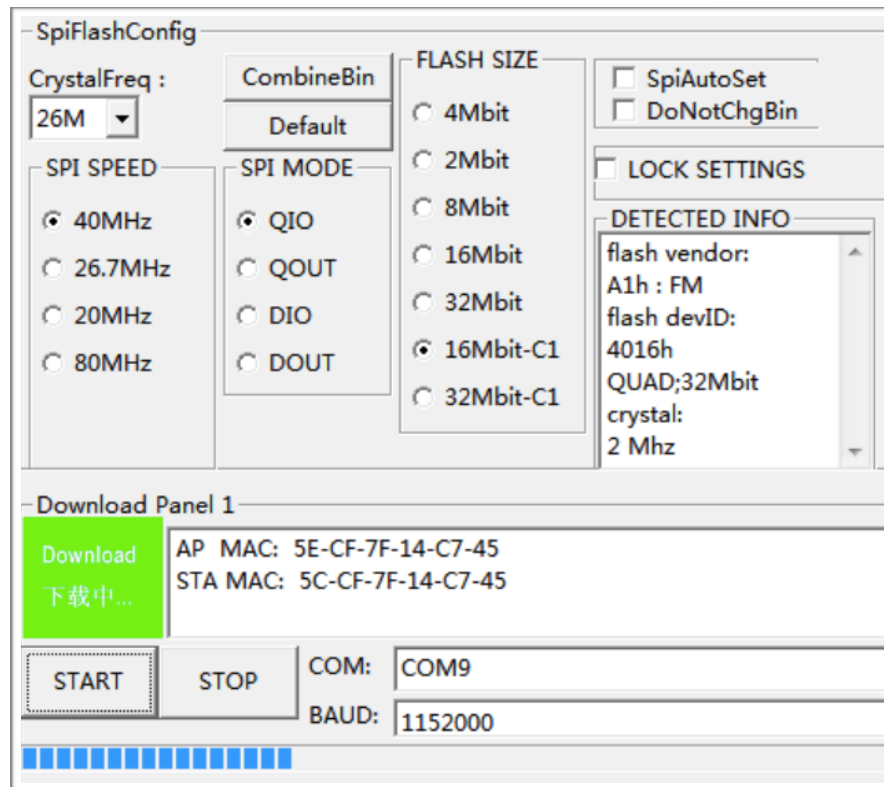 SpiFlashConfig
CrystalFreq :
26M
CombineBin
Default
SPI SPEED
40MHz
26.7MHz
20MHz
80MHz
SPI MODE
QIO
QOUT
DIO
DOUT
FLASH SIZE
4Mbit
2Mbit
8Mbit
16Mbit
32Mbit
16Mbit-C1
32Mbit-C1
SpiAutoSet
DoNotChgBin
LOCK SETTINGS
DETECTED INFO
flash vendor:
A1h : FM
flash devID:
4016h
QUAD;32Mbit
crystal:
2 Mhz
Download Panel 1
Download
下载中...
AP MAC: 5E-CF-7F-14-C7-45
STA MAC: 5C-CF-7F-14-C7-45
START
STOP
COM:
COM9
BAUD:
1152000